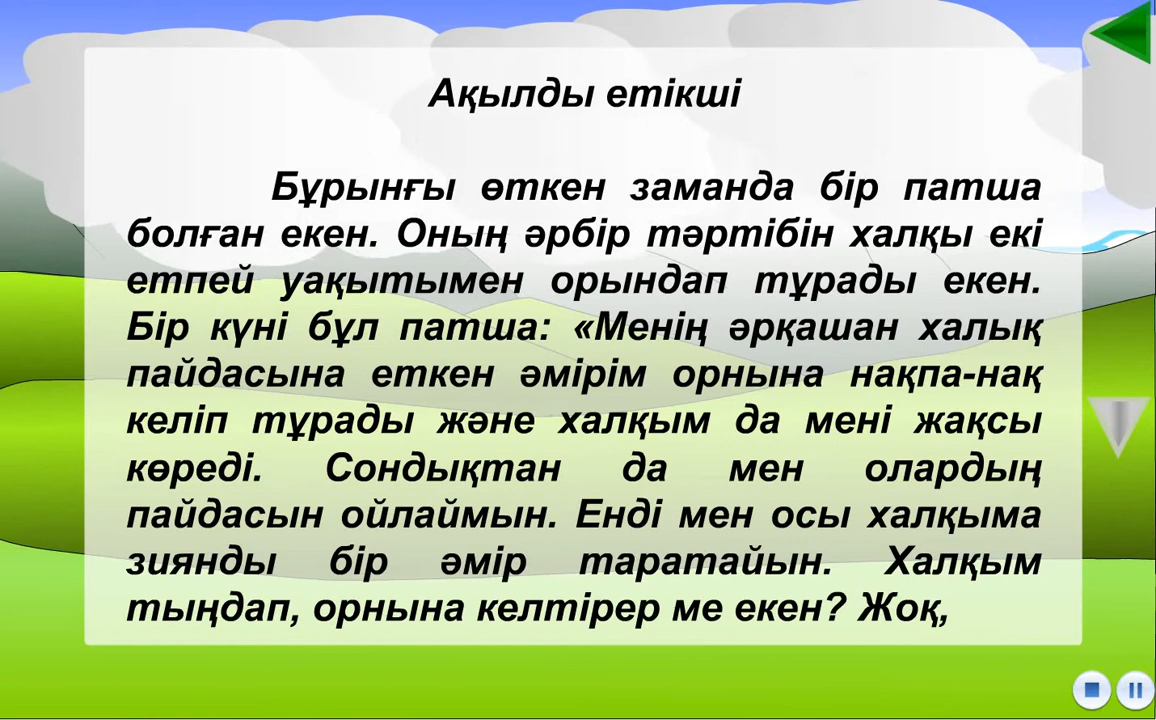 Ақылды етікші
Бұрынғы өткен заманда бір патша
болған екен. Оның әрбір тәртібін халқы екі
етпей уақытымен орындап тұрады екен.
Бір күні бұл патша: «Менің әрқашан халық
пайдасына еткен әмірім орнына нақпа-нақ
келіп тұрады және халқым да мені жақсы
көреді. Сондықтан да мен олардың
пайдасын ойлаймын. Енді мен осы халқыма
зиянды бір әмір таратайын. Халқым
тыңдап, орнына келтірер ме екен? Жоқ,